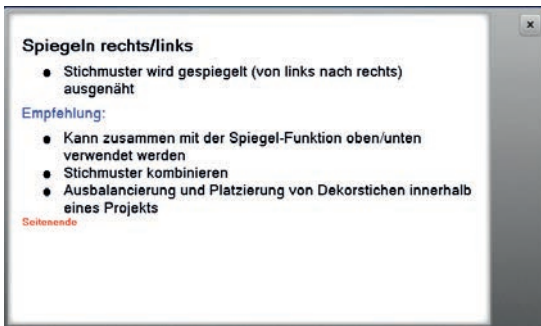 Spiegeln rechts/links
● Stichmuster wird gespiegelt (von links nach rechts)
ausgenäht
Empfehlung:
● Kann zusammen mit der Spiegel-Funktion oben/unten
verwendet werden
● Stichmuster kombinieren
● Ausbalancierung und Platzierung von Dekorstichen innerhalb
eines Projekts
Seitenende